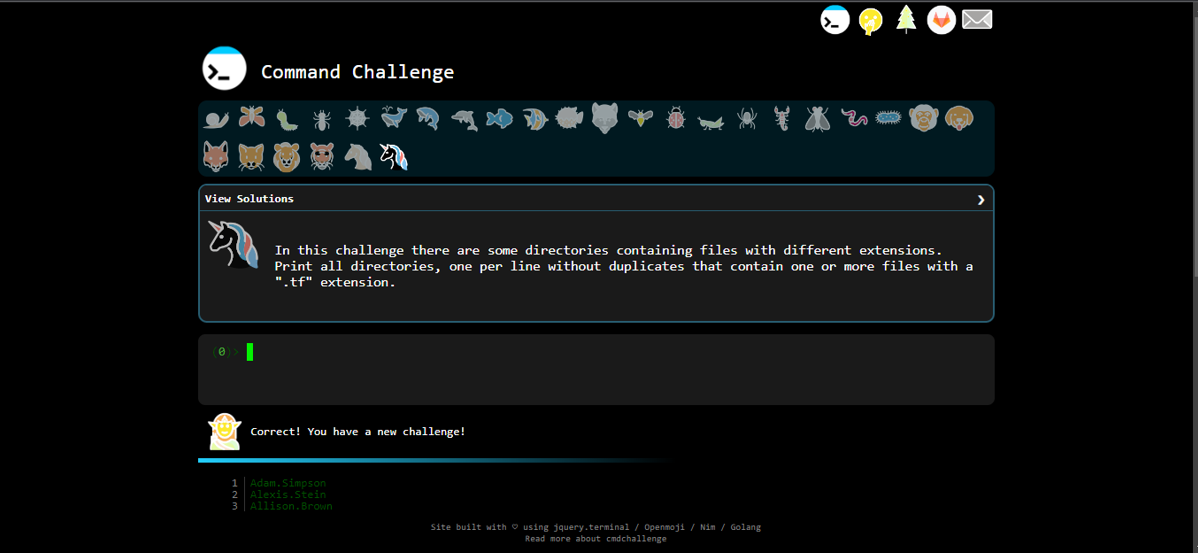 Command Challenge
View Solutions
In this challenge there are some directories containing files with different extensions.
Print all directories, one per line without duplicates that contain one or more files with a
".tf" extension.
(0)>
Correct! You have a new challenge!
1 Adam.Simpson
2 Alexis.Stein
3 Allison.Brown
Site built with ♡ using jquery.terminal / Openmoji / Nim / Golang
Read more about cmdchallenge